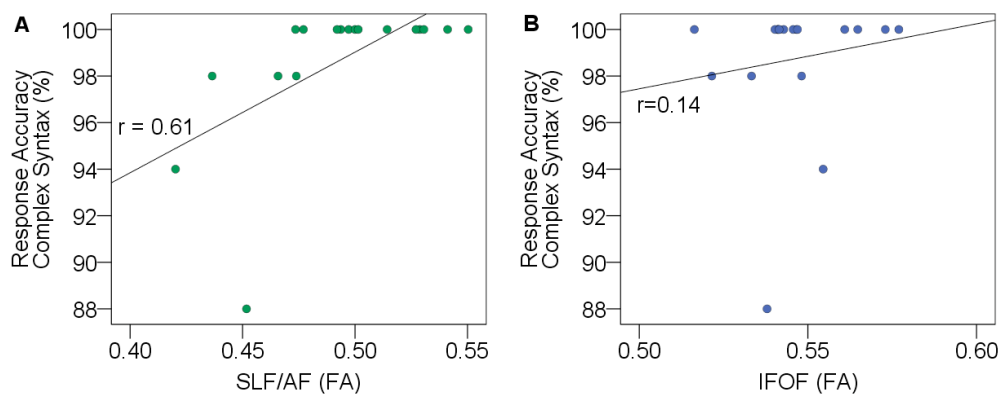 A
Response Accuracy
Complex Syntax (%)
100
98
96
94
92
90
88
r = 0.61
0.40
0.45
0.50
0.55
SLF/AF (FA)
B
Response Accuracy
Complex Syntax (%)
100
98
96
94
92
90
88
r=0.14
0.50
0.55
0.60
IFOF (FA)